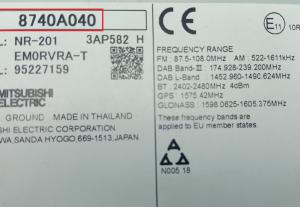 8740A040
NR-201 3AP582 H
EM0RVRA-T
95227159
MITSUBISHI
ELECTRIC
GROUND MADE IN THAILAND
SHI ELECTRIC CORPORATION
WA,SANDA HYOGO,669-1513,JAPAN
CE
E11 10R
FREQUENCY RANGE
FM : 87.5-108.0MHz AM : 522-1611kHz
DAB Band-III : 174.928-239.200MHz
DAB L-Band : 1452.960-1490.624MHz
BT : 2402-2480MHz 4dBm
GPS : 1575.42MHz
GLONASS : 1598.0625-1605.375MHz
These frequency bands are
applied to EU member states.
N005 18